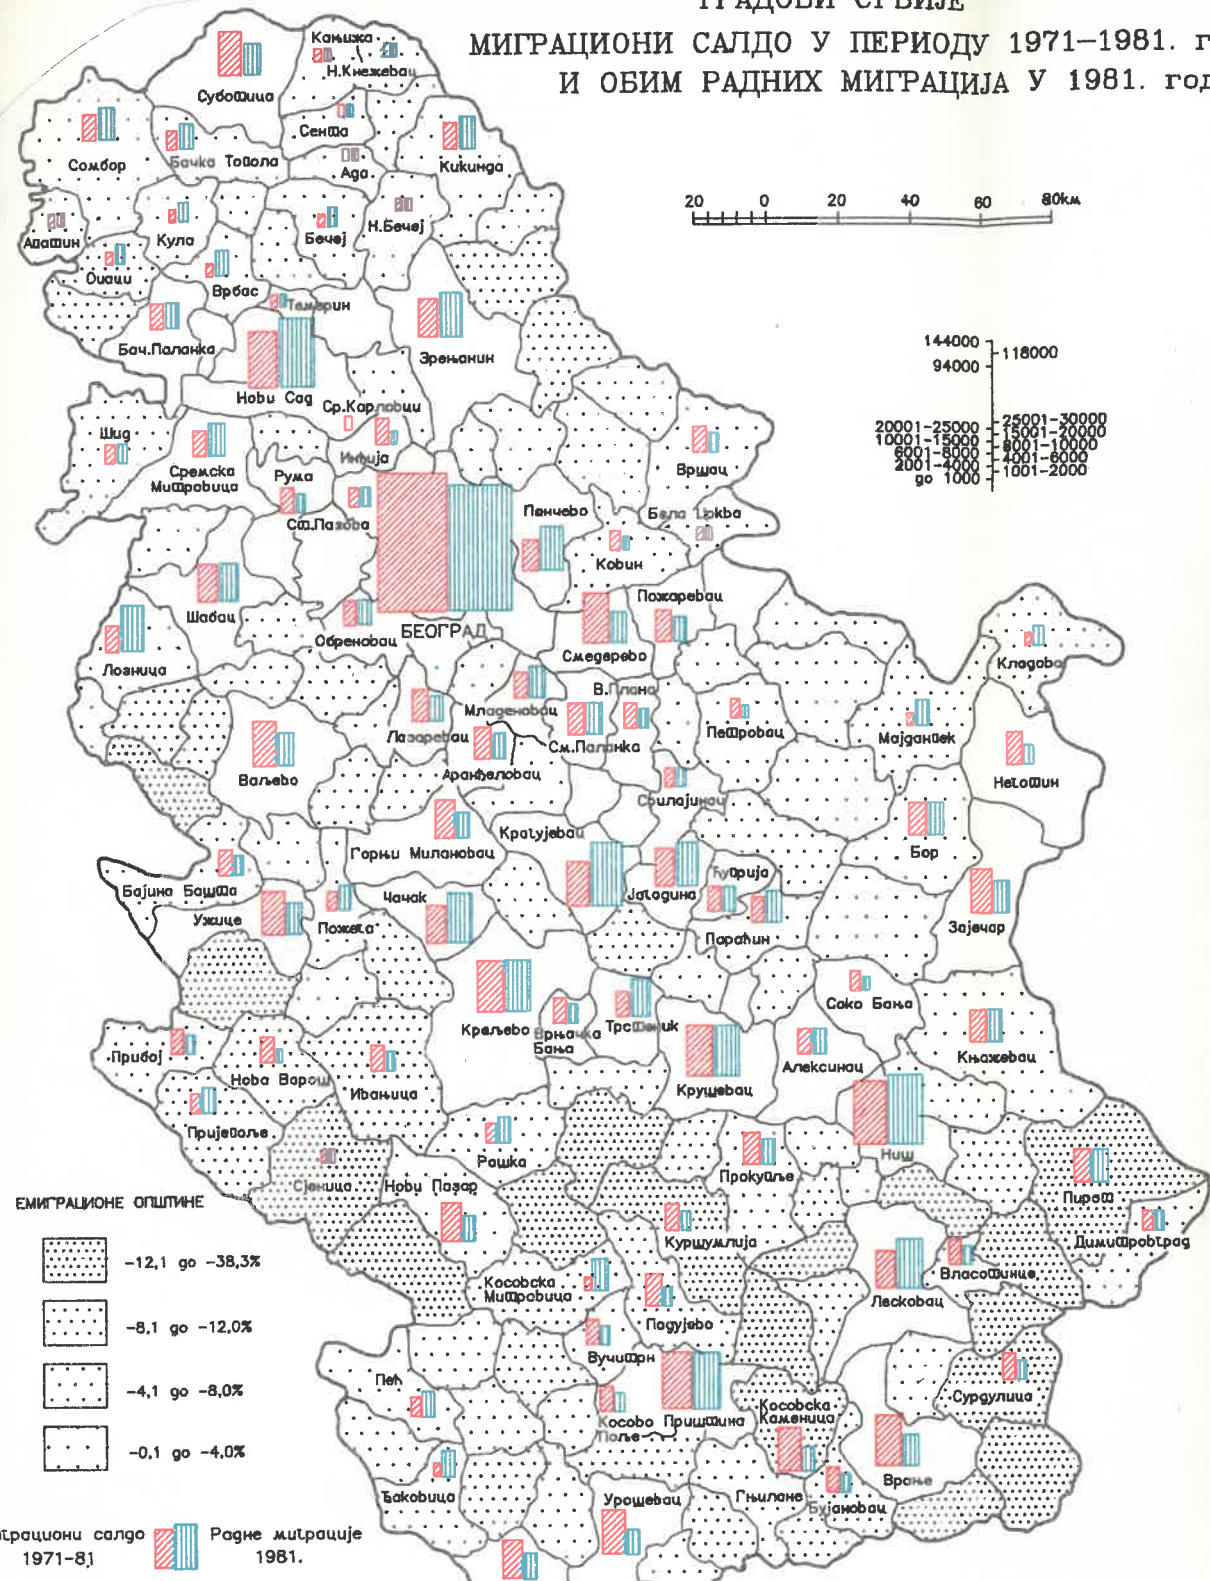 ГРАДОВИ СРБИЈЕ
МИГРАЦИОНИ САЛДО У ПЕРИОДУ 1971-1981. г
И ОБИМ РАДНИХ МИГРАЦИЈА У 1981. год
Кањижа
Н.Кнежевац
Суботица
Сента
Сомбор
Бачка Топола
Ада
Кикинда
Апатин
Кула
Бечеј
Н.Бечеј
Оџаци
Врбас
Темерин
Бач.Паланка
Зрењанин
Нови Сад
Ср.Карловци
Инђија
Шид
Сремска
Митровица
Рума
Ст.Пазова
Вршац
Панчево
Бела Црква
Ковин
20 0 20 40 60 80км
144000
118000
94000
20001-25000
25001-30000
10001-15000
15001-20000
6001-8000
8001-10000
2001-4000
4001-6000
до 1000
1001-2000
Шабац
Обреновац
БЕОГРАД
Пожаревац
Смедерево
Лозница
Кладово
Младеновац
В.Плана
Лазаревац
См.Паланка
Петровац
Мајданпек
Неготин
Ваљево
Аранђеловац
Свилајнац
Горњи Милановац
Крагујевац
Бор
Бајина Башта
Ћуприја
Јагодина
Ужице
Пожега
Чачак
Параћин
Зајечар
Соко Бања
Краљево
Врњачка
Бања
Трстеник
Крушевац
Алексинац
Књажевац
Прибој
Нова Варош
Ивањица
Пријепоље
Рашка
Прокупље
Ниш
Сјеница
Нови Пазар
Пирот
Куршумлија
Димитровград
Власотинце
Лесковац
Косовска
Митровица
Подујево
Вучитрн
Пећ
Косово
Поље
Приштина
Косовска
Каменица
Сурдулица
Врање
Ђаковица
Урошевац
Гњилане
Бујановац
ЕМИГРАЦИОНЕ ОПШТИНЕ
-12,1 до -38,3%
-8,1 до -12,0%
-4,1 до -8,0%
-0,1 до -4,0%
играциони салдо
1971-81
Радне миграције
1981.